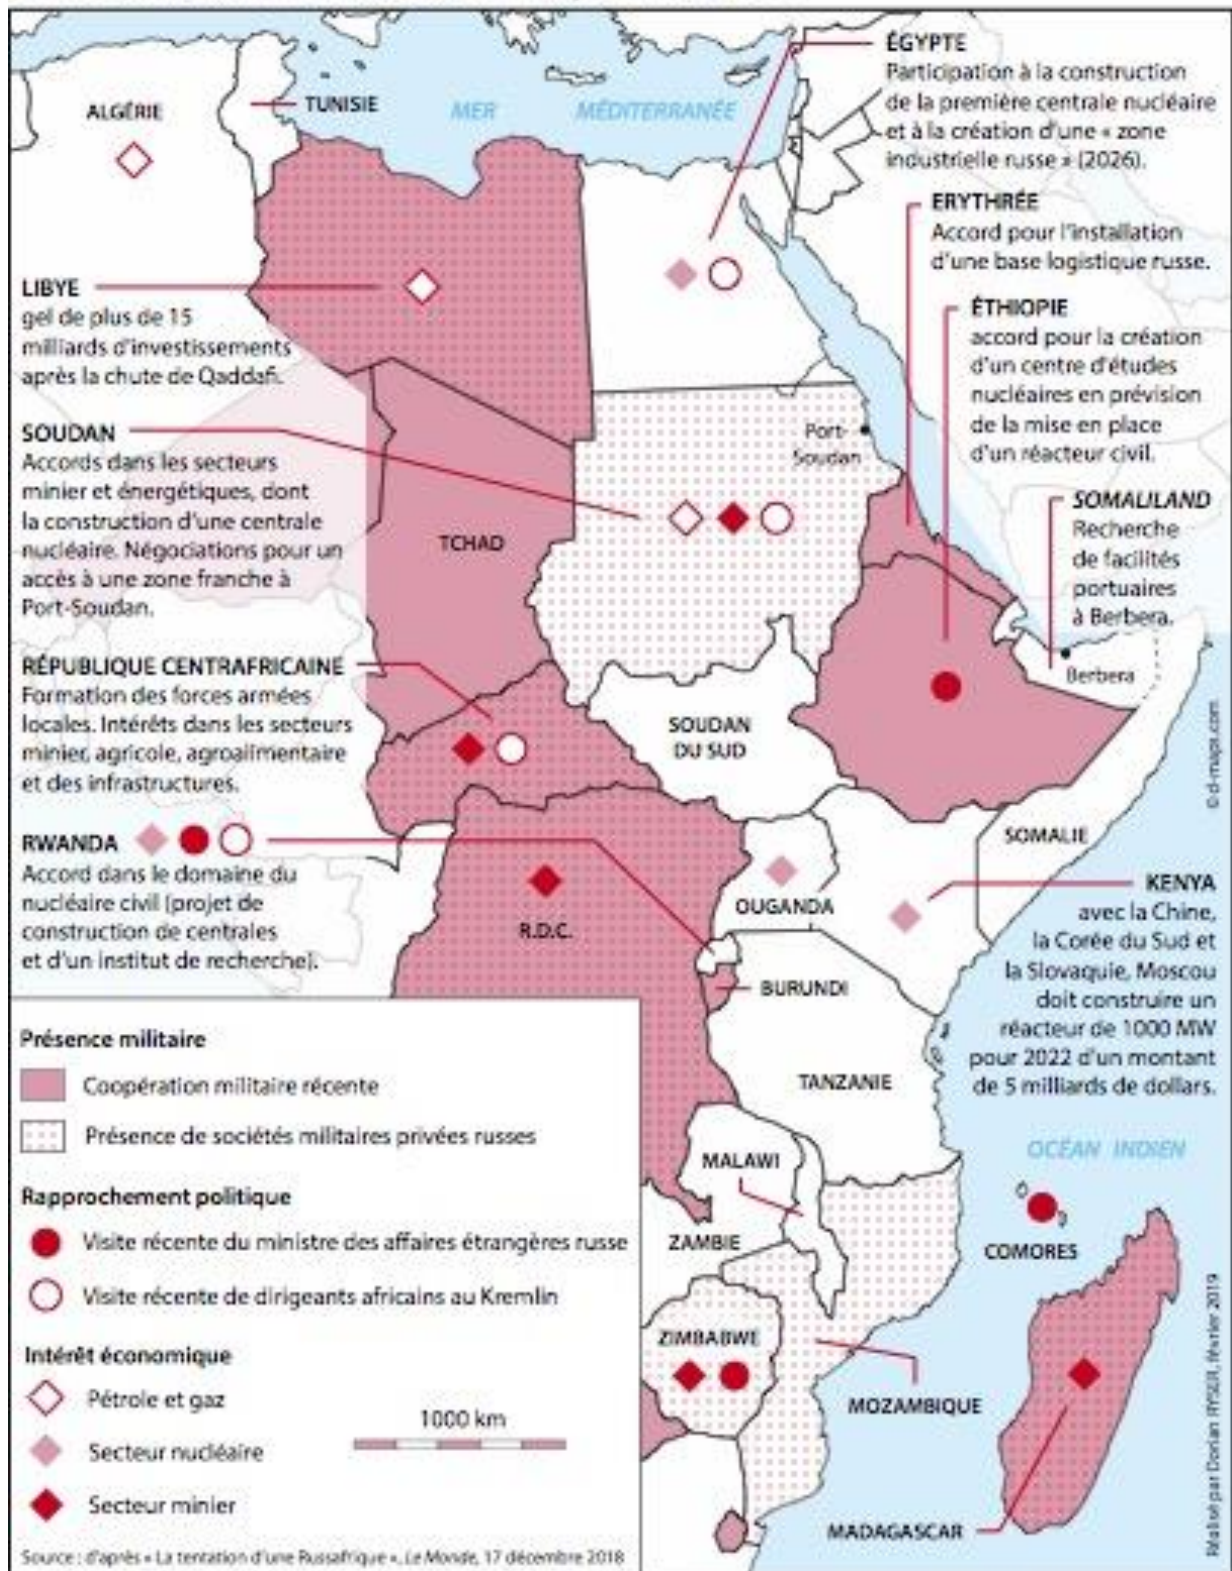 ALGÉRIE
TUNISIE
MER MÉDITERRANÉE
ÉGYPTE
Participation à la construction
de la première centrale nucléaire
et à la création d'une « zone
industrielle russe » (2026).
ERYTHRÉE
Accord pour l'installation
d'une base logistique russe.
LIBYE
gel de plus de 15
milliards d'investissements
après la chute de Qaddafi.
ÉTHIOPIE
accord pour la création
d'un centre d'études
nucléaires en prévision
de la mise en place
d'un réacteur civil.
SOUDAN
Accords dans les secteurs
minier et énergétiques, dont
la construction d'une centrale
nucléaire. Négociations pour un
accès à une zone franche à
Port-Soudan.
Port-
Soudan
TCHAD
SOMALILAND
Recherche
de facilités
portuaires
à Berbera.
Berbera
RÉPUBLIQUE CENTRAFRICAINE
Formation des forces armées
locales. Intérêts dans les secteurs
minier, agricole, agroalimentaire
et des infrastructures.
SOUDAN
DU SUD
© d-maps.com
RWANDA
Accord dans le domaine du
nucléaire civil (projet de
construction de centrales
et d'un institut de recherche).
SOMALIE
OUGANDA
R.D.C.
KENYA
avec la Chine,
la Corée du Sud et
la Slovaquie, Moscou
doit construire un
réacteur de 1000 MW
pour 2022 d'un montant
de 5 milliards de dollars.
BURUNDI
TANZANIE
OCÉAN INDIEN
MALAWI
ZAMBIE
COMORES
ZIMBABWE
MOZAMBIQUE
MADAGASCAR
Présence militaire
Coopération militaire récente
Présence de sociétés militaires privées russes
Rapprochement politique
Visite récente du ministre des affaires étrangères russe
Visite récente de dirigeants africains au Kremlin
Intérêt économique
Pétrole et gaz
1000 km
Secteur nucléaire
Secteur minier
Source : d'après « La tentation d'une Russafrique », Le Monde, 17 décembre 2018
Réalisé par Dorian RYSER, février 2019